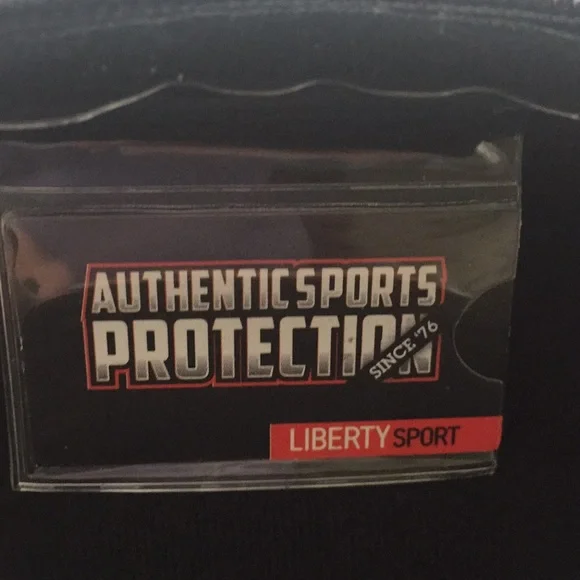 AUTHENTIC SPORTS
PROTECTION
SINCE '76
LIBERTY SPORT